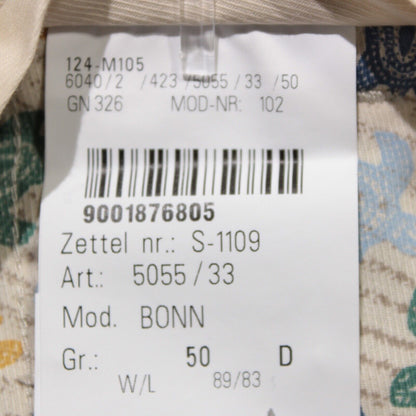 124-M105
6040/2 /423 /5055 /33 /50
GN 326 MOD-NR: 102
9001876805
Zettel nr.: S-1109
Art.: 5055/33
Mod. BONN
Gr.: 50 D
W/L 89/83